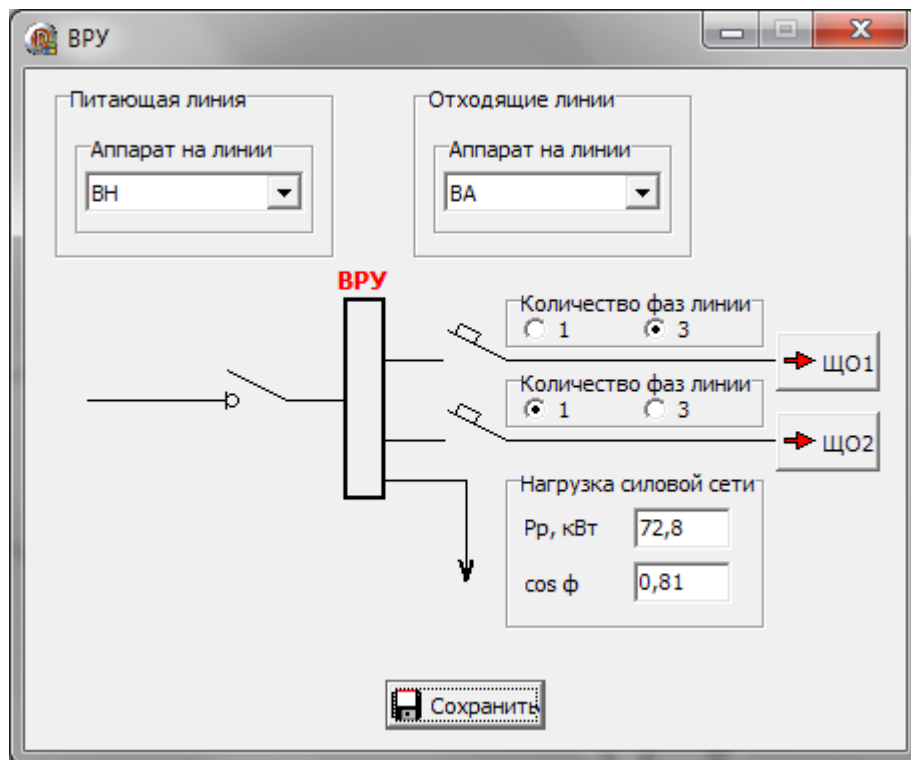 ВРУ
Питающая линия
Отходящие линии
Аппарат на линии
Аппарат на линии
ВН
ВА
ВРУ
Количество фаз линии
1
3
ЩО1
Количество фаз линии
1
3
ЩО2
Нагрузка силовой сети
Рр, кВт
72,8
cos ф
0,81
Сохранить